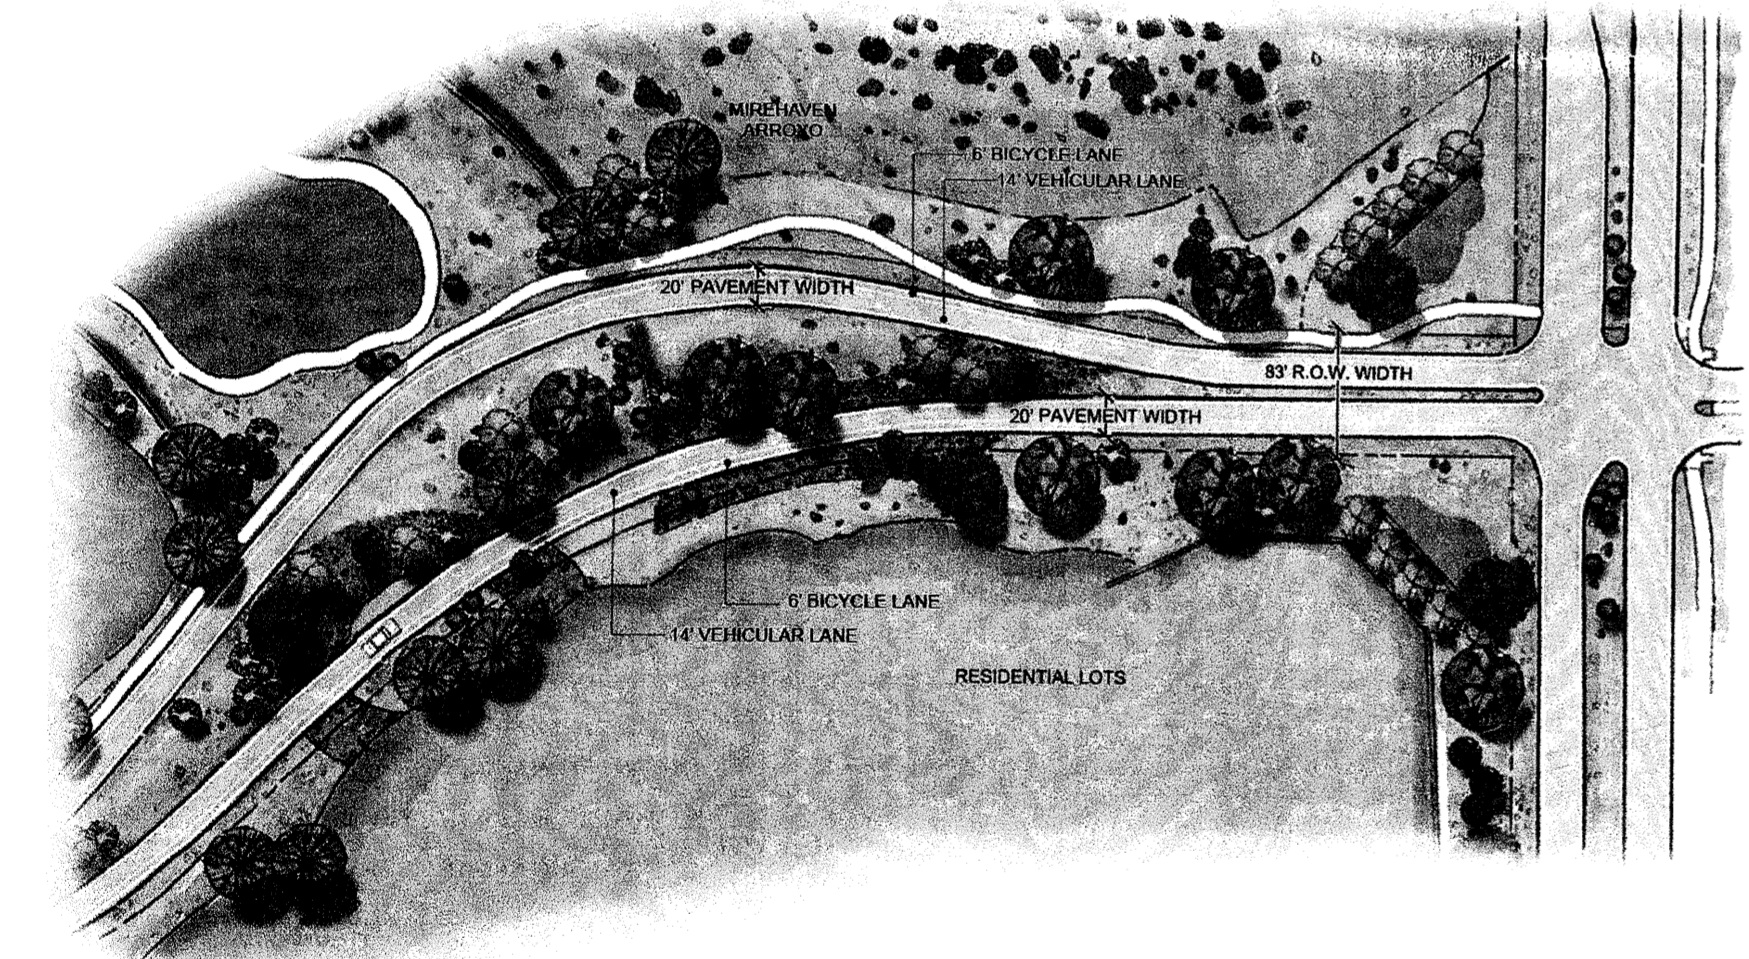 MIREHAVEN
ARROYO
6' BICYCLE LANE
14' VEHICULAR LANE
20' PAVEMENT WIDTH
83' R.O.W. WIDTH
20' PAVEMENT WIDTH
6' BICYCLE LANE
14' VEHICULAR LANE
RESIDENTIAL LOTS